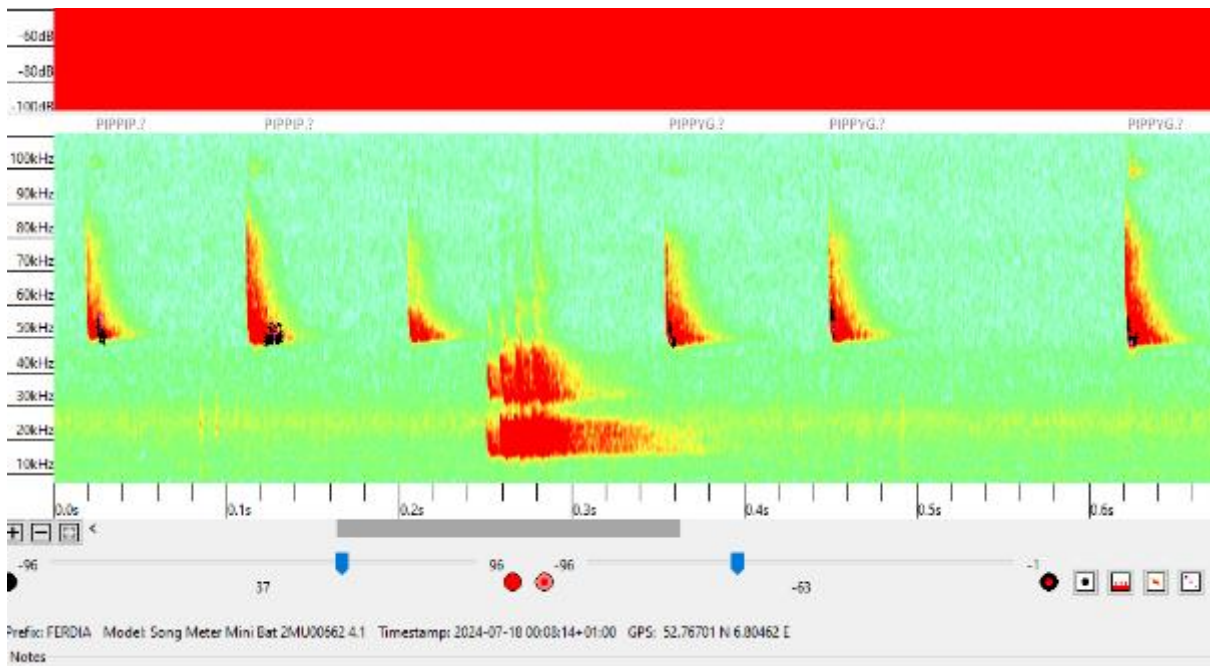 -60dB
-80dB
-100dB
PIPPIP.? PIPPIP.? PIPPYG.? PIPPYG.? PIPPYG.?
100kHz
90kHz
80kHz
70kHz
60kHz
50kHz
40kHz
30kHz
20kHz
10kHz
0.0s 0.1s 0.2s 0.3s 0.4s 0.5s 0.6s
<
-96 96 -96 -1
37 -63
Prefix: FERDIA Model: Song Meter Mini Bat 2MU00662 4.1 Timestamp: 2024-07-18 00:08:14+01:00 GPS: 52.76701 N 6.80462 E
Notes